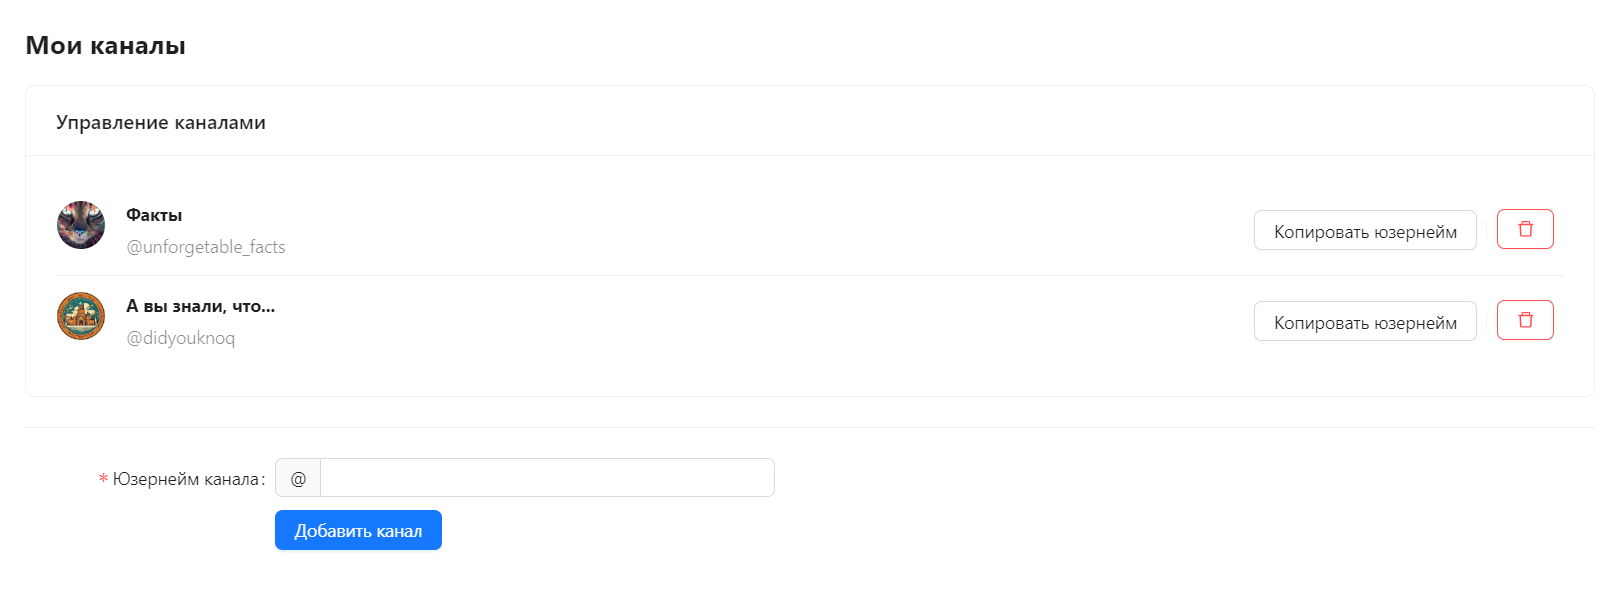 Мои каналы
Управление каналами
Факты
@unforgetable_facts
Копировать юзернейм
А вы знали, что...
@didyouknoq
Копировать юзернейм
* Юзернейм канала: @
Добавить канал